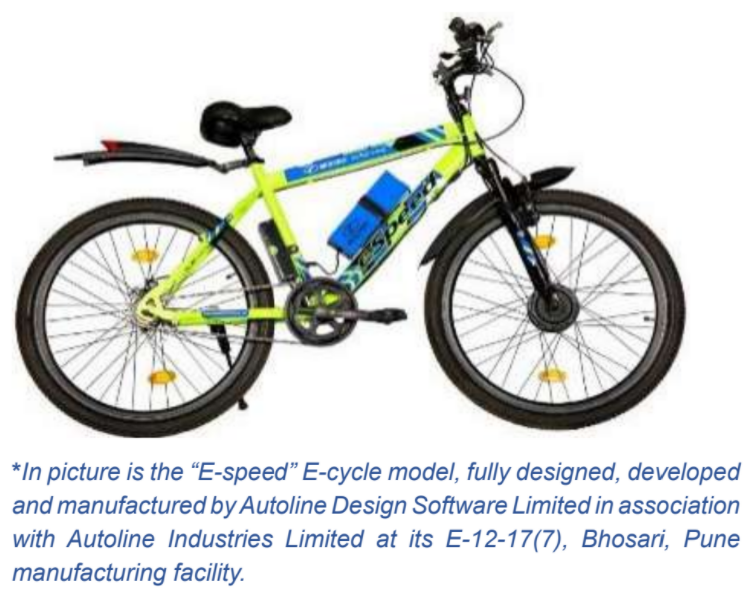 eSpeed
*In picture is the “E-speed” E-cycle model, fully designed, developed
and manufactured by Autoline Design Software Limited in association
with Autoline Industries Limited at its E-12-17(7), Bhosari, Pune
manufacturing facility.